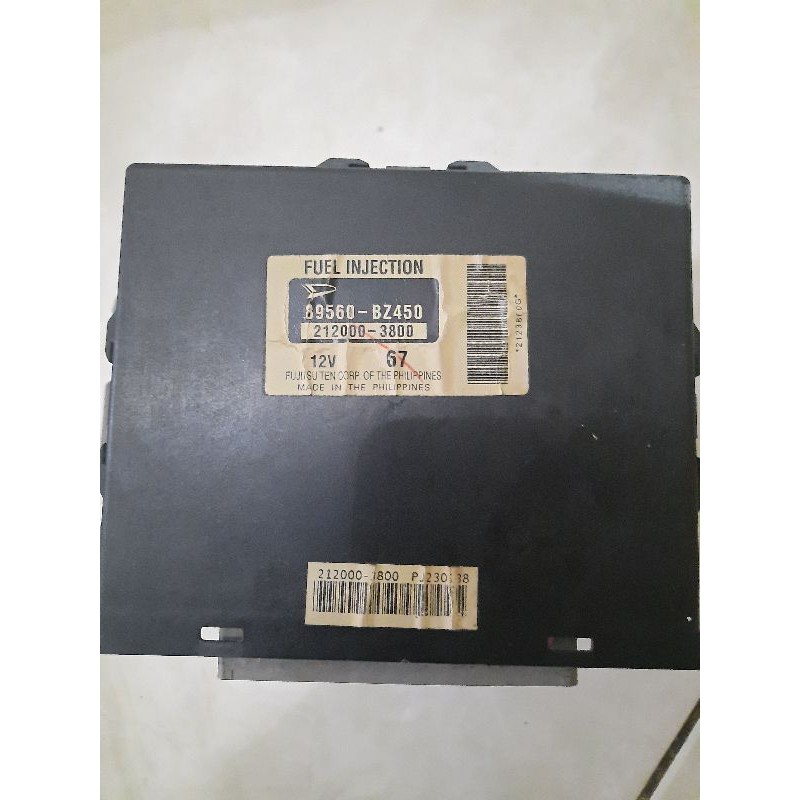 FUEL INJECTION
89560-BZ450
212000-3800
12V 67
FUJITSU TEN CORP. OF THE PHILIPPINES
MADE IN THE PHILIPPINES
212000-3800